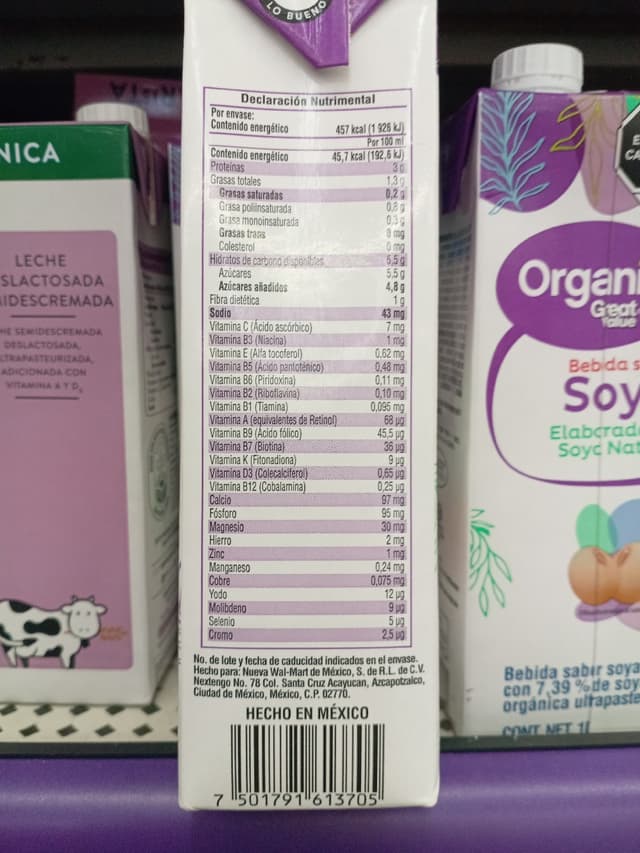 LO BUENO
Declaración Nutrimental
Por envase:
Contenido energético 457 kcal (1 926 kJ)
Por 100 ml
Contenido energético 45,7 kcal (192,6 kJ)
Proteínas 3 g
Grasas totales 1,3 g
Grasas saturadas 0,2 g
Grasa poliinsaturada 0,8 g
Grasa monoinsaturada 0,3 g
Grasas trans 0 mg
Colesterol 0 mg
Hidratos de carbono disponibles 5,5 g
Azúcares 5,5 g
Azúcares añadidos 4,8 g
Fibra dietética 1 g
Sodio 43 mg
Vitamina C (Ácido ascórbico) 7 mg
Vitamina B3 (Niacina) 1 mg
Vitamina E (Alfa tocoferol) 0,62 mg
Vitamina B5 (Ácido pantoténico) 0,48 mg
Vitamina B6 (Piridoxina) 0,11 mg
Vitamina B2 (Riboflavina) 0,10 mg
Vitamina B1 (Tiamina) 0,095 mg
Vitamina A (equivalentes de Retinol) 68 µg
Vitamina B9 (Ácido fólico) 45,5 µg
Vitamina B7 (Biotina) 36 µg
Vitamina K (Fitonadiona) 9 µg
Vitamina D3 (Colecalciferol) 0,65 µg
Vitamina B12 (Cobalamina) 0,25 µg
Calcio 97 mg
Fósforo 95 mg
Magnesio 30 mg
Hierro 2 mg
Zinc 1 mg
Manganeso 0,24 mg
Cobre 0,075 mg
Yodo 12 µg
Molibdeno 9 µg
Selenio 5 µg
Cromo 2,5 µg
No. de lote y fecha de caducidad indicados en el envase.
Hecho para: Nueva Wal-Mart de México, S. de R.L. de C.V.
Nextengo No. 78 Col. Santa Cruz Acayucan, Azcapotzalco,
Ciudad de México, México, C.P. 02770.
HECHO EN MÉXICO
7 501791 613705
NICA
LECHE
SLACTOSADA
IDESCREMADA
HE SEMIDESCREMADA
DESLACTOSADA,
LTRAPASTEURIZADA,
ADICIONADA CON
VITAMINA A Y D3
E
CA
Organi
Great
Value
Bebida s
Soy
Elaborad
Soya Nat
Bebida sabor soya
con 7,39 % de soy
orgánica ultrapaste
CONT. NET. 1